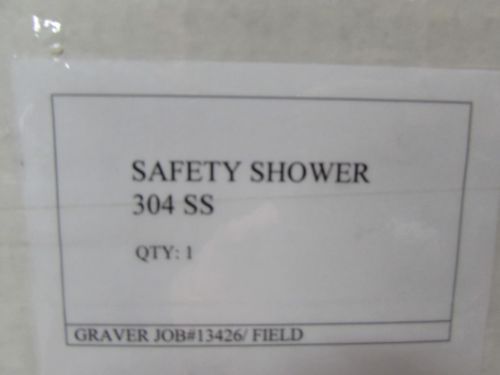 SAFETY SHOWER
304 SS
QTY: 1
GRAVER JOB#13426/ FIELD